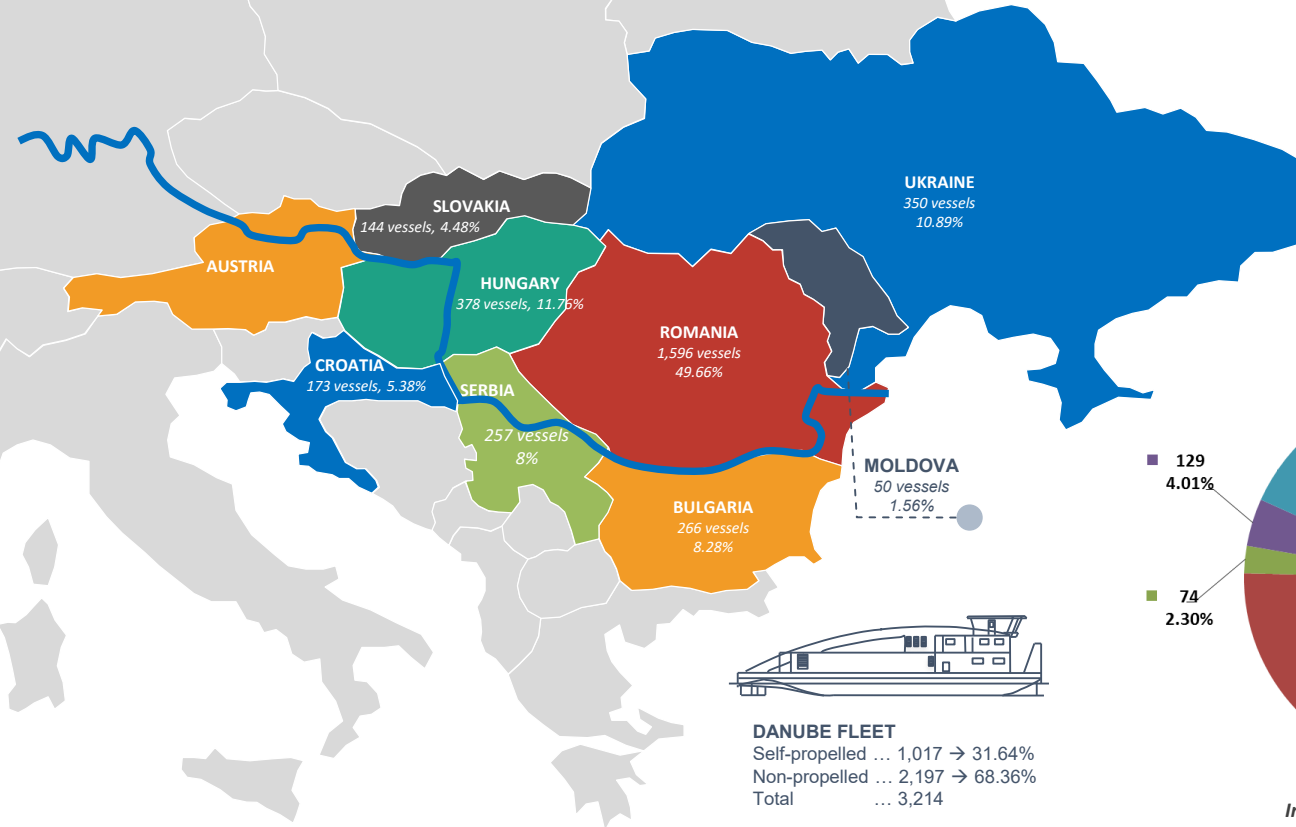 UKRAINE
350 vessels
10.89%
SLOVAKIA
144 vessels, 4.48%
AUSTRIA
HUNGARY
378 vessels, 11.76%
ROMANIA
1,596 vessels
49.66%
CROATIA
173 vessels, 5.38%
SERBIA
257 vessels
8%
MOLDOVA
50 vessels
1.56%
BULGARIA
266 vessels
8.28%
129
4.01%
74
2.30%
DANUBE FLEET
Self-propelled ... 1,017 → 31.64%
Non-propelled ... 2,197 → 68.36%
Total ... 3,214